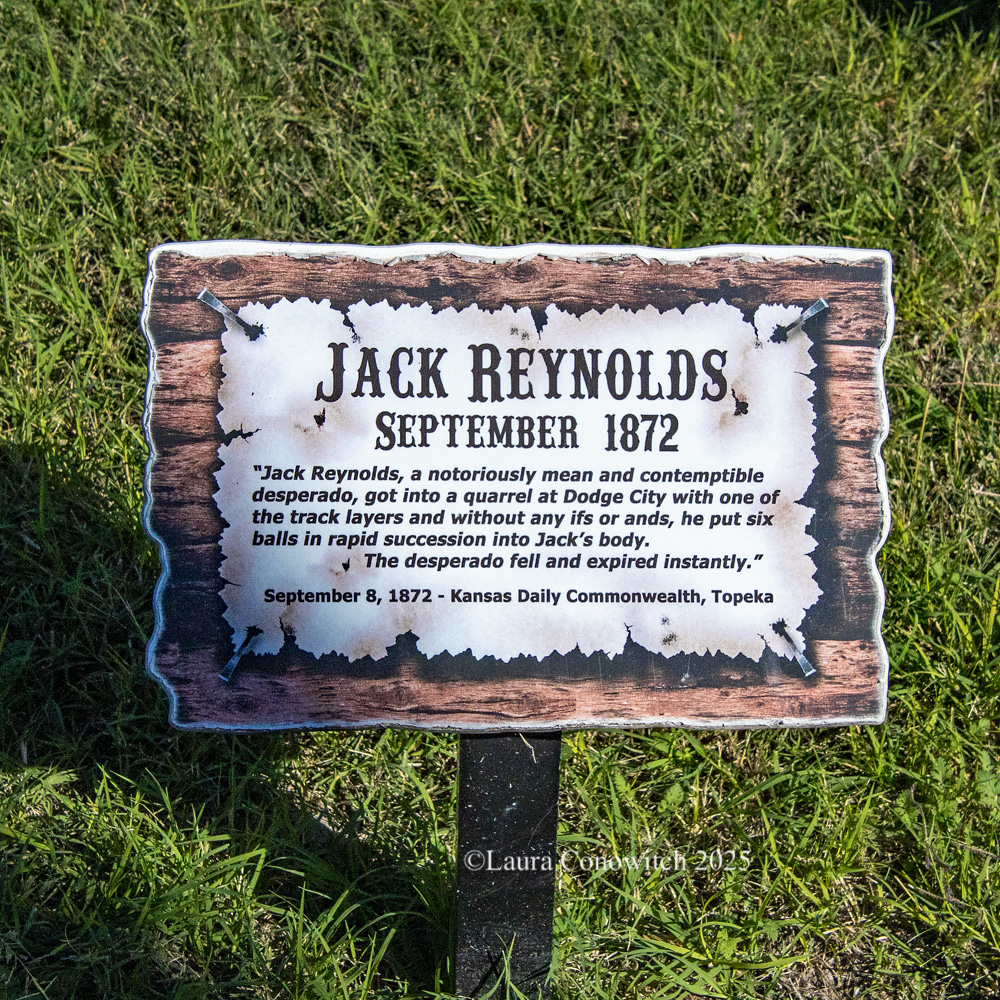 JACK REYNOLDS
SEPTEMBER 1872
“Jack Reynolds, a notoriously mean and contemptible
desperado, got into a quarrel at Dodge City with one of
the track layers and without any ifs or ands, he put six
balls in rapid succession into Jack’s body.
The desperado fell and expired instantly.”
September 8, 1872 - Kansas Daily Commonwealth, Topeka
©Laura Conowitch 2025